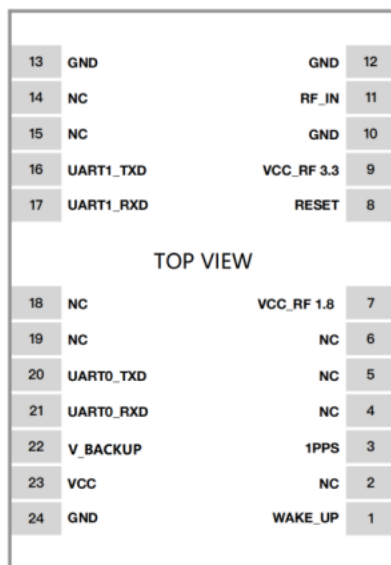 13 GND GND 12
14 NC RF_IN 11
15 NC GND 10
16 UART1_TXD VCC_RF 3.3 9
17 UART1_RXD RESET 8
TOP VIEW
18 NC VCC_RF 1.8 7
19 NC NC 6
20 UART0_TXD NC 5
21 UART0_RXD NC 4
22 V_BACKUP 1PPS 3
23 VCC NC 2
24 GND WAKE_UP 1